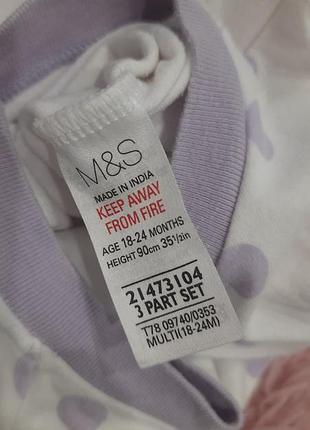 M&S
MADE IN INDIA
KEEP AWAY
FROM FIRE
AGE 18-24 MONTHS
HEIGHT 90cm 35½in
21473104
3 PART SET
T78 09740/0353
MULTI(18-24M)